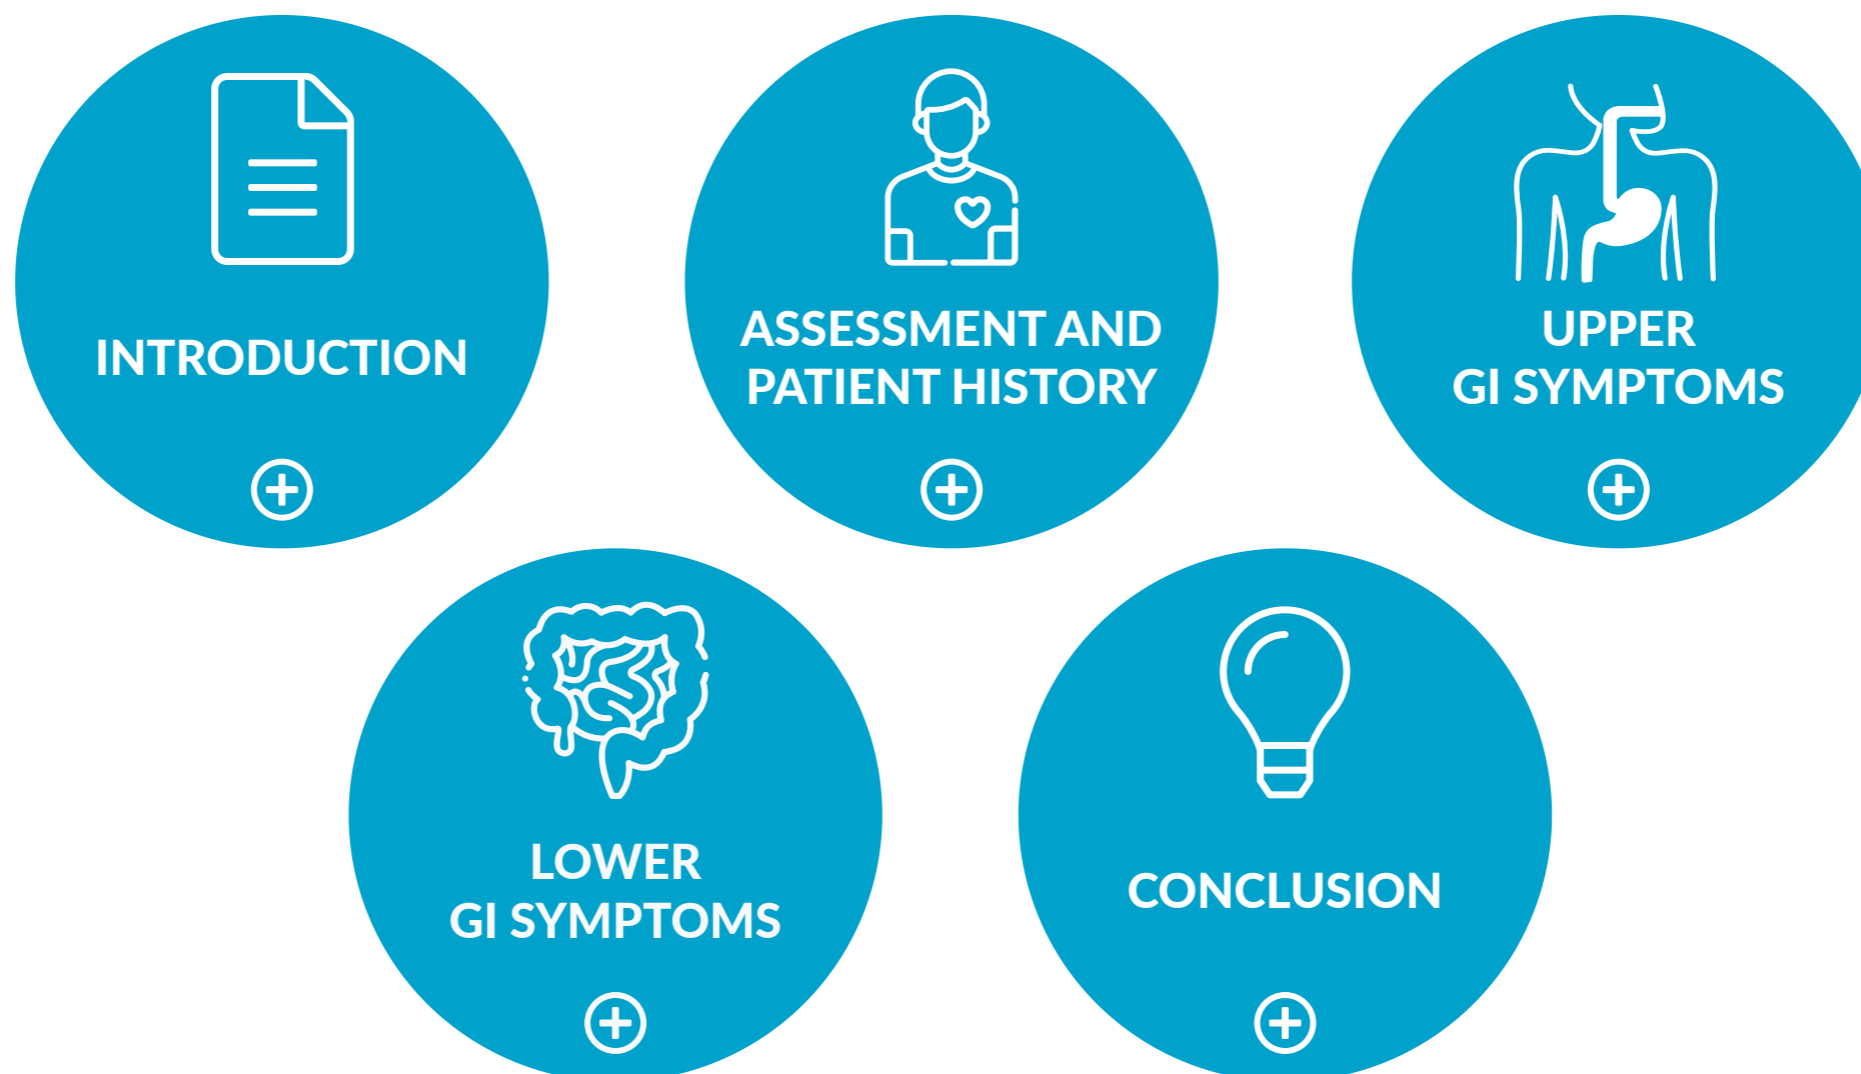 INTRODUCTION
ASSESSMENT AND
PATIENT HISTORY
UPPER
GI SYMPTOMS
LOWER
GI SYMPTOMS
CONCLUSION